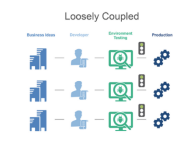 Loosely Coupled
Business Ideas
Developer
Environment
Testing
Production